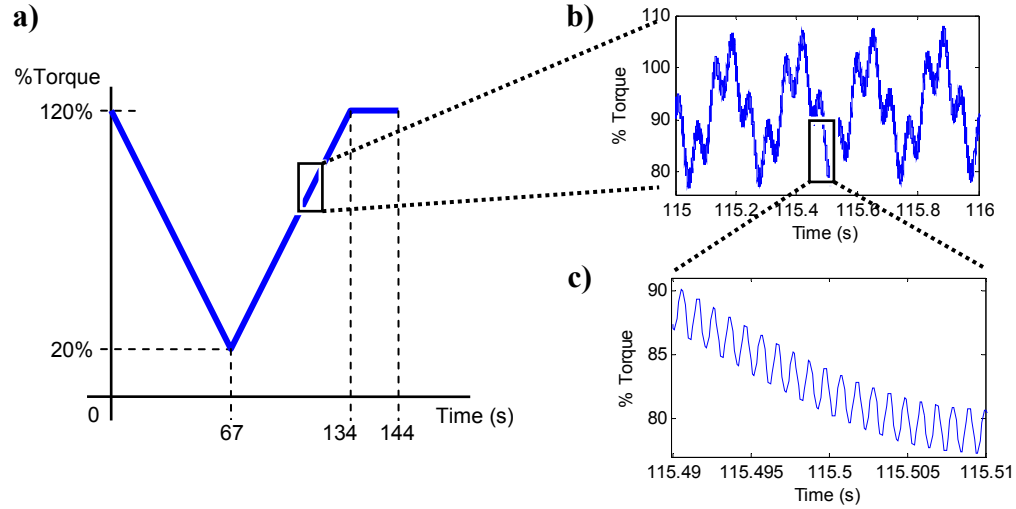 a)
%Torque
120%
20%
0
67
134
144
Time (s)
b)
110
100
90
80
% Torque
115
115.2
115.4
115.6
115.8
116
Time (s)
c)
90
85
80
% Torque
115.49
115.495
115.5
115.505
115.51
Time (s)